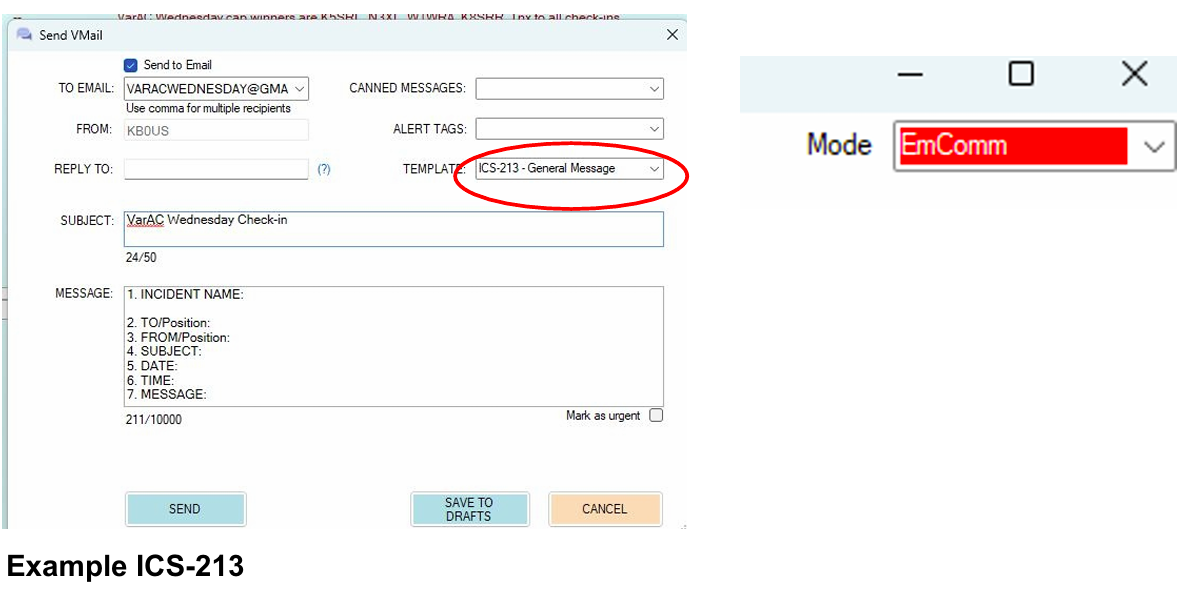 VarAC Wednesday can winners are K5SRL, N3XL, W1WRA, K8SRR. Tnx to all check-ins
Send VMail
Send to Email
TO EMAIL: VARACWEDNESDAY@GMA CANNED MESSAGES:
Use comma for multiple recipients
FROM: KB0US ALERT TAGS:
REPLY TO: (?) TEMPLATE: ICS-213 - General Message
SUBJECT: VarAC Wednesday Check-in
24/50
MESSAGE: 1. INCIDENT NAME:
2. TO/Position:
3. FROM/Position:
4. SUBJECT:
5. DATE:
6. TIME:
7. MESSAGE:
211/10000 Mark as urgent
SEND SAVE TO DRAFTS CANCEL
Mode EmComm
Example ICS-213